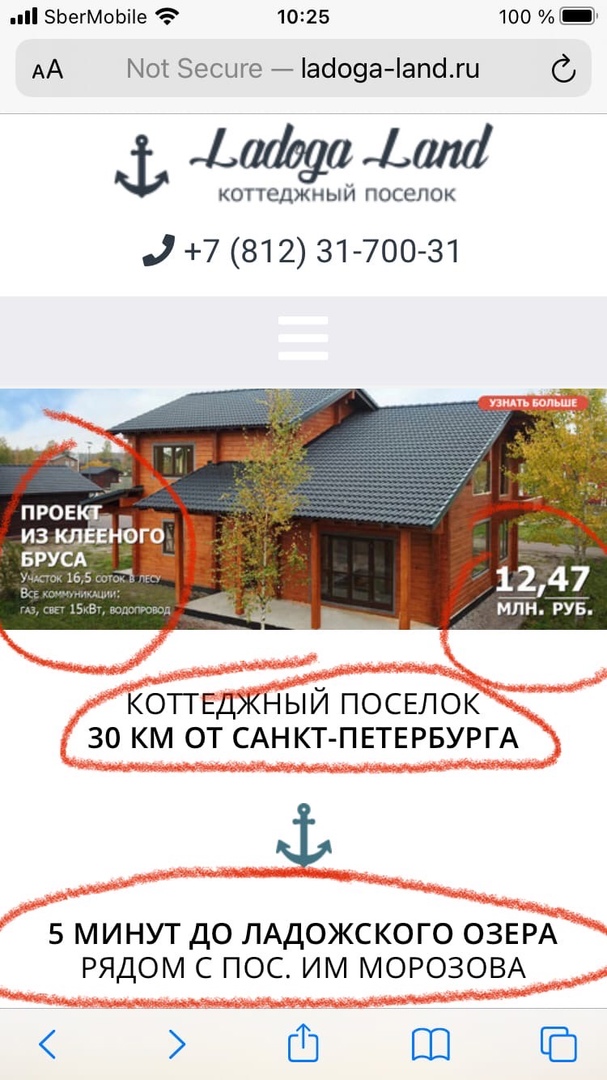 SberMobile 10:25 100 %
AA Not Secure — ladoga-land.ru
Ladoga Land
коттеджный поселок
+7 (812) 31-700-31
УЗНАТЬ БОЛЬШЕ
ПРОЕКТ
ИЗ КЛЕЕНОГО
БРУСА
Участок 16,5 соток в лесу
Все коммуникации:
газ, свет 15кВт, водопровод
12,47
МЛН. РУБ.
КОТТЕДЖНЫЙ ПОСЕЛОК
30 КМ ОТ САНКТ-ПЕТЕРБУРГА
5 МИНУТ ДО ЛАДОЖСКОГО ОЗЕРА
РЯДОМ С ПОС. ИМ МОРОЗОВА